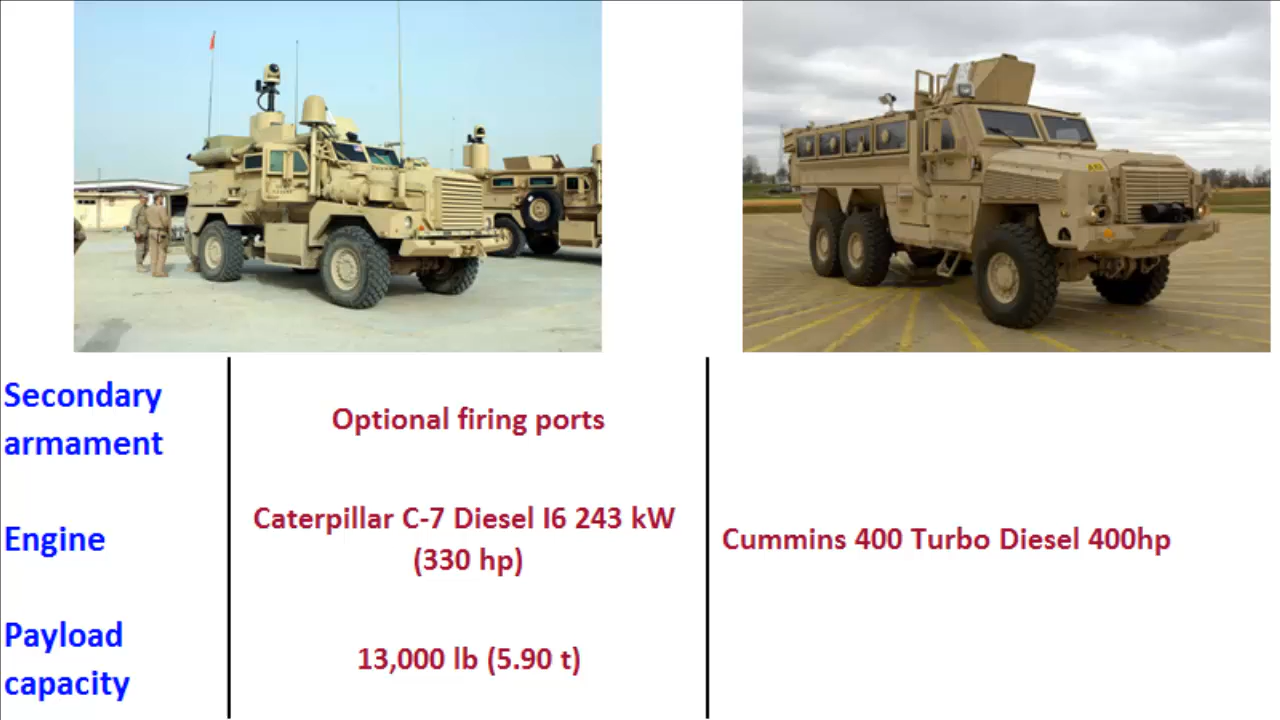 Secondary
armament
Optional firing ports
Engine
Caterpillar C-7 Diesel I6 243 kW
(330 hp)
Cummins 400 Turbo Diesel 400hp
Payload
capacity
13,000 lb (5.90 t)